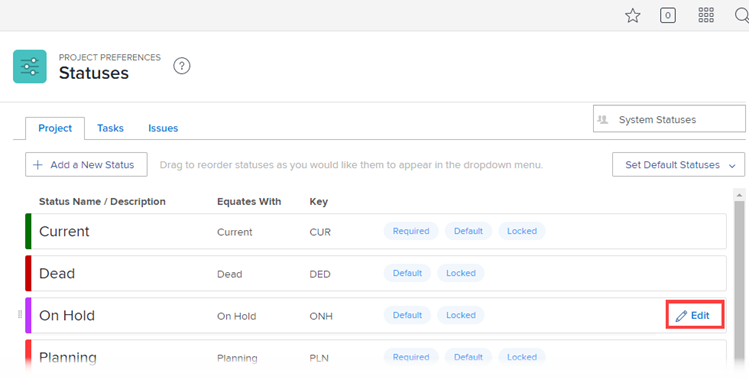 0
PROJECT PREFERENCES
Statuses ?
System Statuses
Project Tasks Issues
+ Add a New Status Drag to reorder statuses as you would like them to appear in the dropdown menu. Set Default Statuses
Status Name / Description Equates With Key
Current Current CUR Required Default Locked
Dead Dead DED Default Locked
On Hold On Hold ONH Default Locked Edit
Planning Planning PLN Required Default Locked